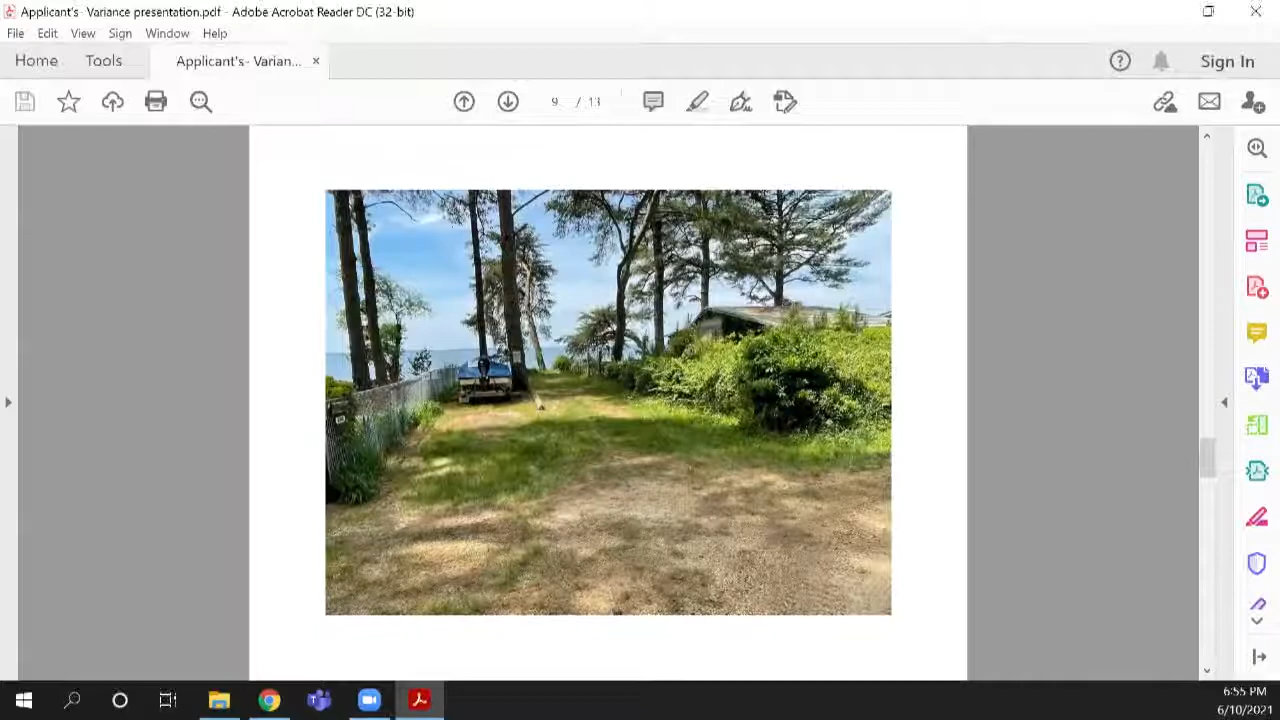 Applicant's- Variance presentation.pdf - Adobe Acrobat Reader DC (32-bit)
File Edit View Sign Window Help
Home Tools Applicant's- Varian... × Sign In
9 / 13
6:55 PM
6/10/2021